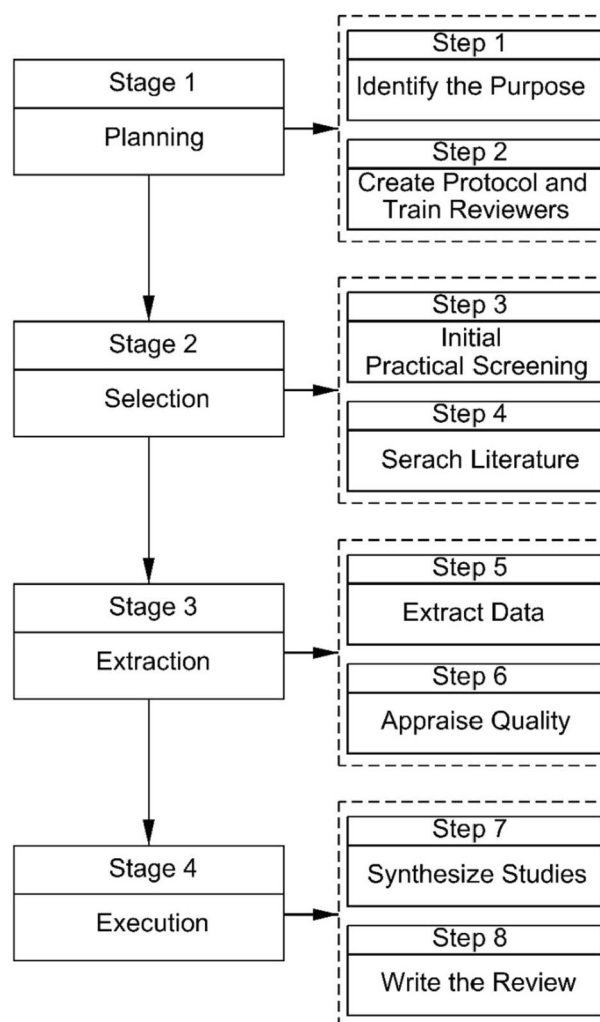 Stage 1
Planning
Step 1
Identify the Purpose
Step 2
Create Protocol and
Train Reviewers
Stage 2
Selection
Step 3
Initial
Practical Screening
Step 4
Serach Literature
Stage 3
Extraction
Step 5
Extract Data
Step 6
Appraise Quality
Stage 4
Execution
Step 7
Synthesize Studies
Step 8
Write the Review